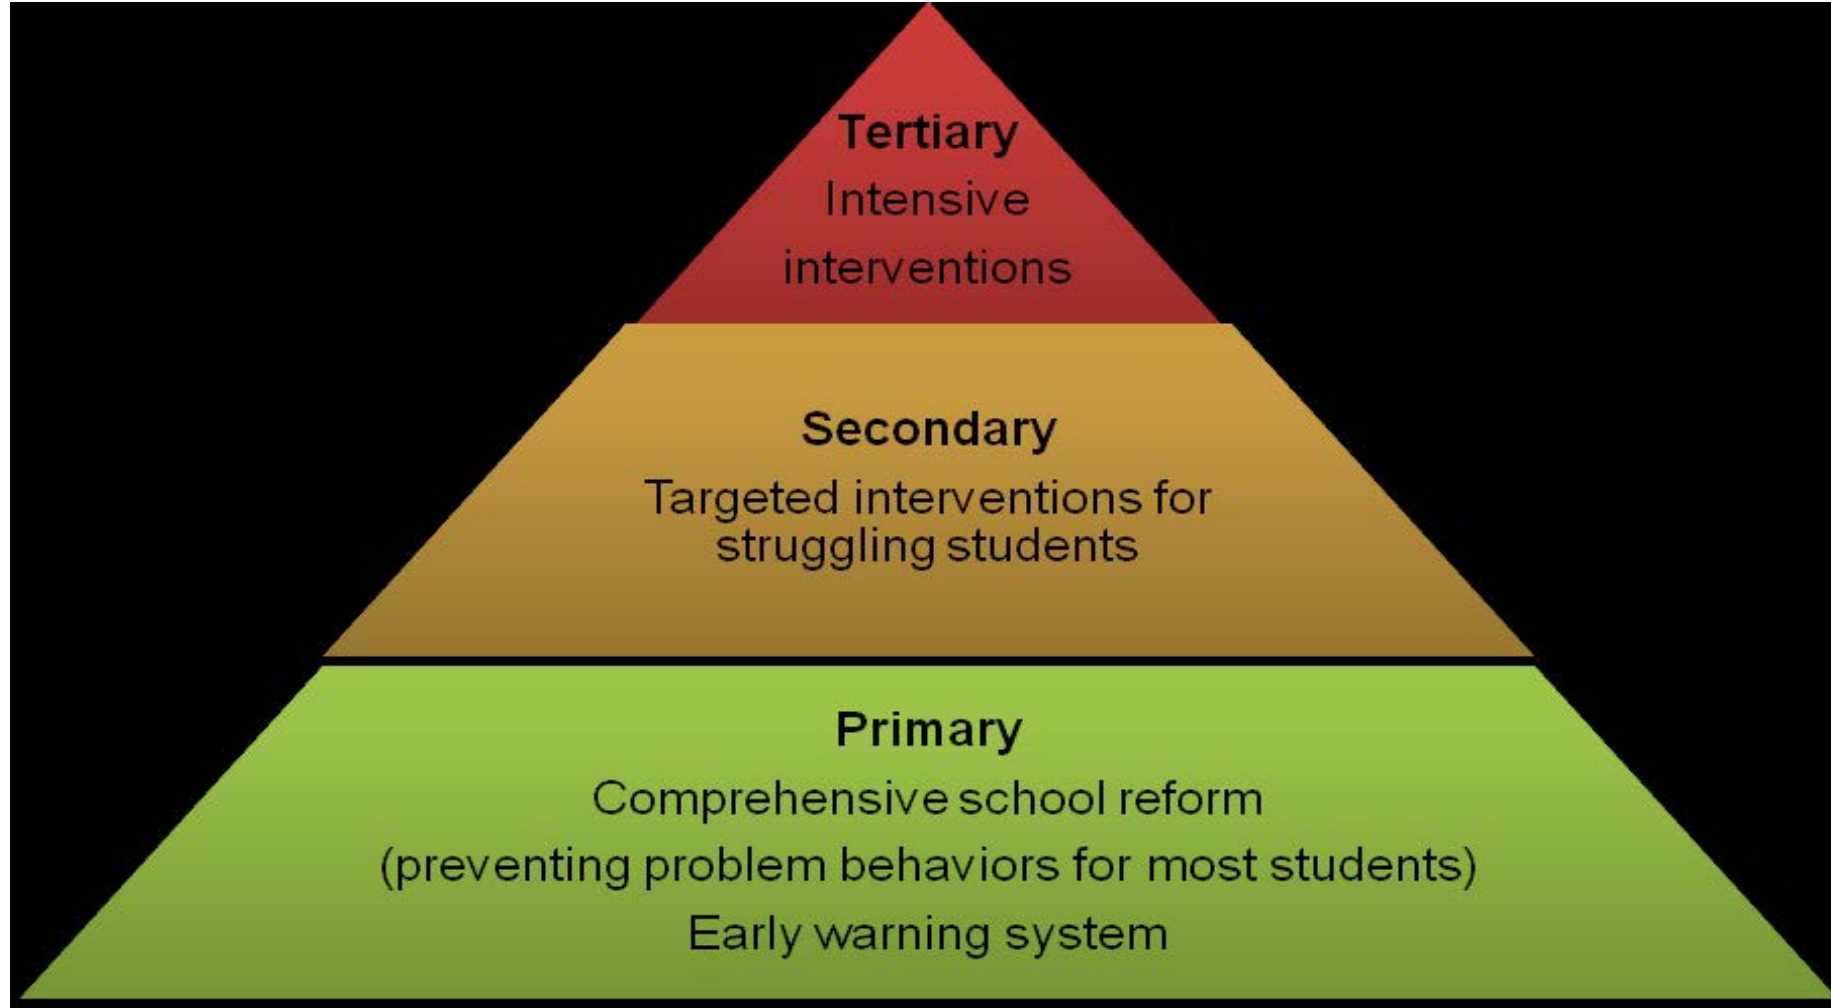 Tertiary
Intensive
interventions
Secondary
Targeted interventions for
struggling students
Primary
Comprehensive school reform
(preventing problem behaviors for most students)
Early warning system